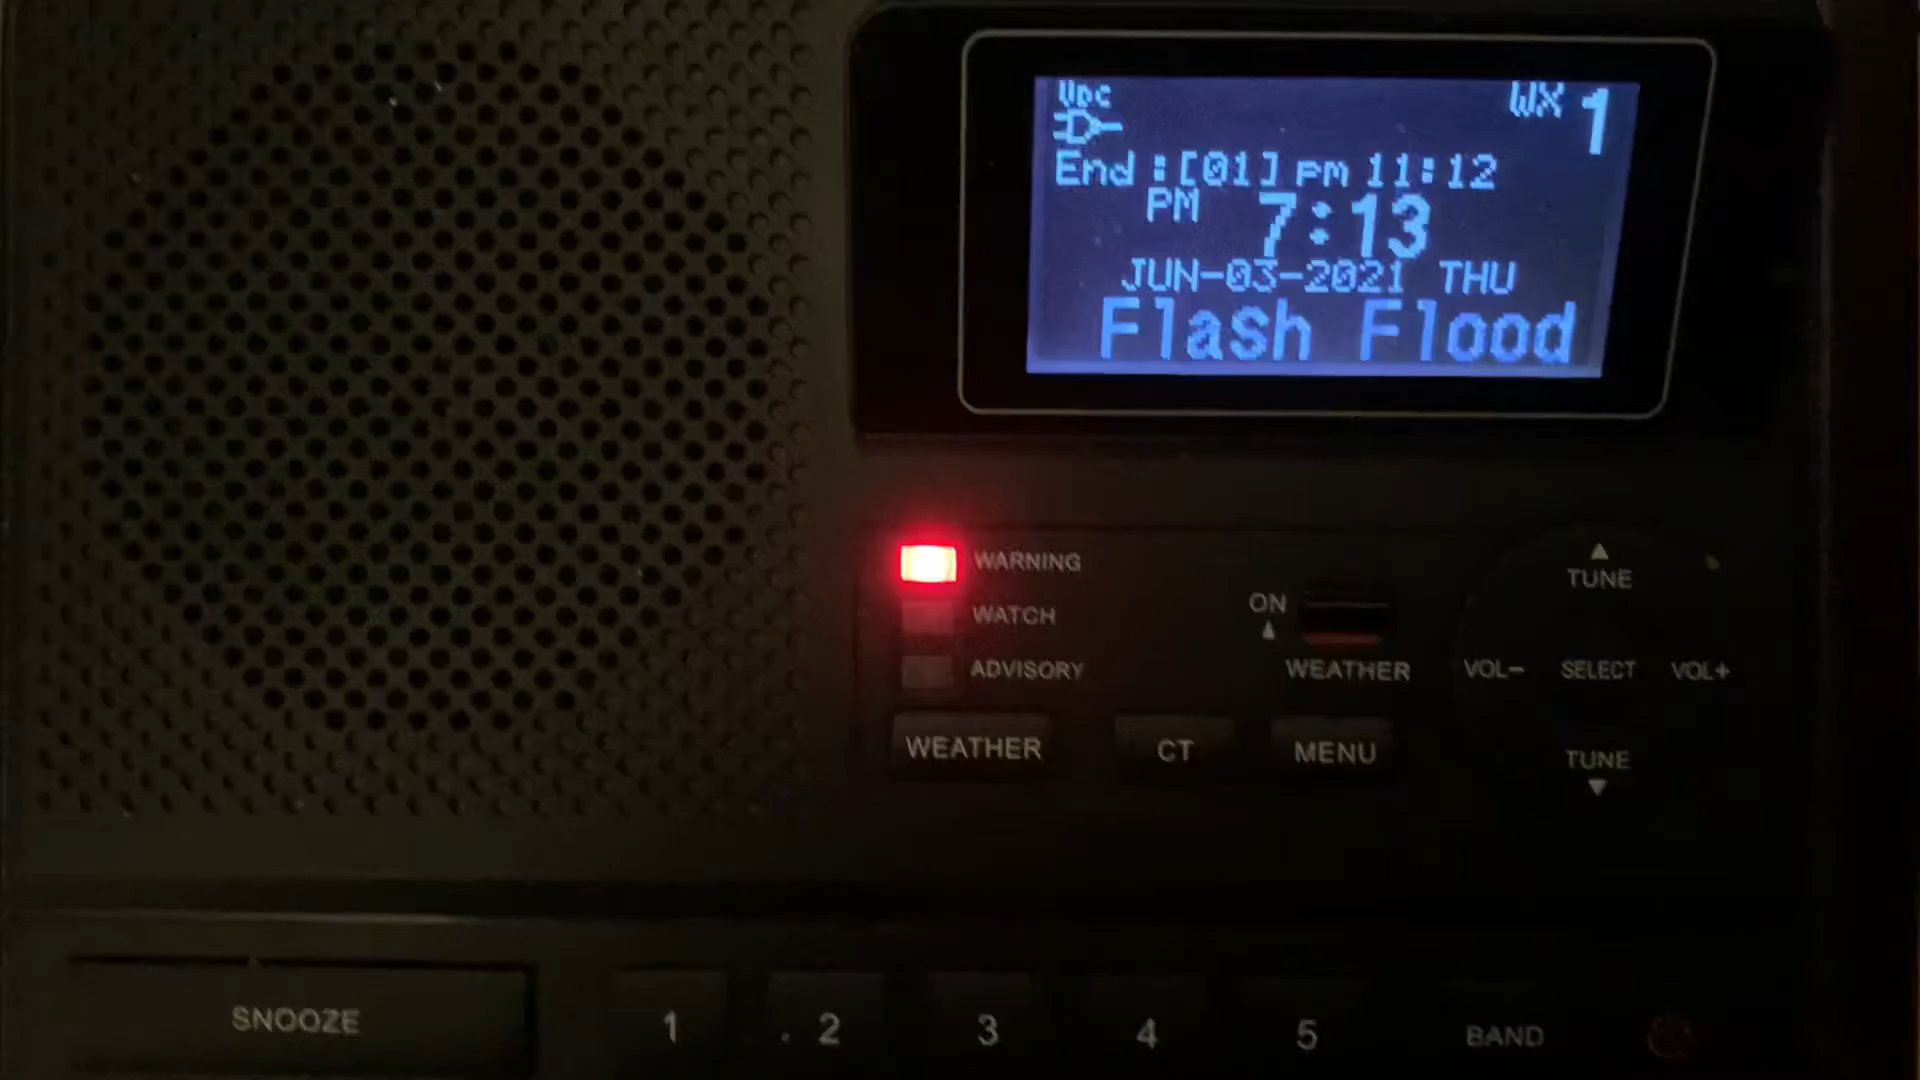 VDC
WX 1
End :[01] pm 11:12
PM 7:13
JUN-03-2021 THU
Flash Flood
WARNING
WATCH
ADVISORY
ON
WEATHER
TUNE
VOL−
SELECT
VOL+
TUNE
WEATHER
CT
MENU
SNOOZE
1
2
3
4
5
BAND